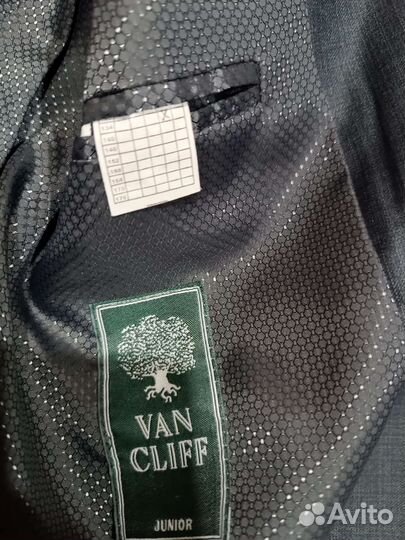 X
134
140
146
152
158
164
170
176
VAN
CLIFF
JUNIOR
Avito